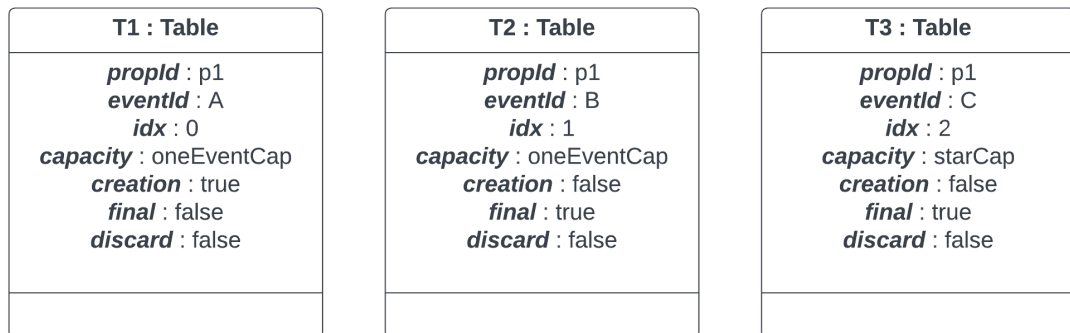 T1 : Table
propId : p1
eventId : A
idx : 0
capacity : oneEventCap
creation : true
final : false
discard : false
T2 : Table
propId : p1
eventId : B
idx : 1
capacity : oneEventCap
creation : false
final : true
discard : false
T3 : Table
propId : p1
eventId : C
idx : 2
capacity : starCap
creation : false
final : true
discard : false